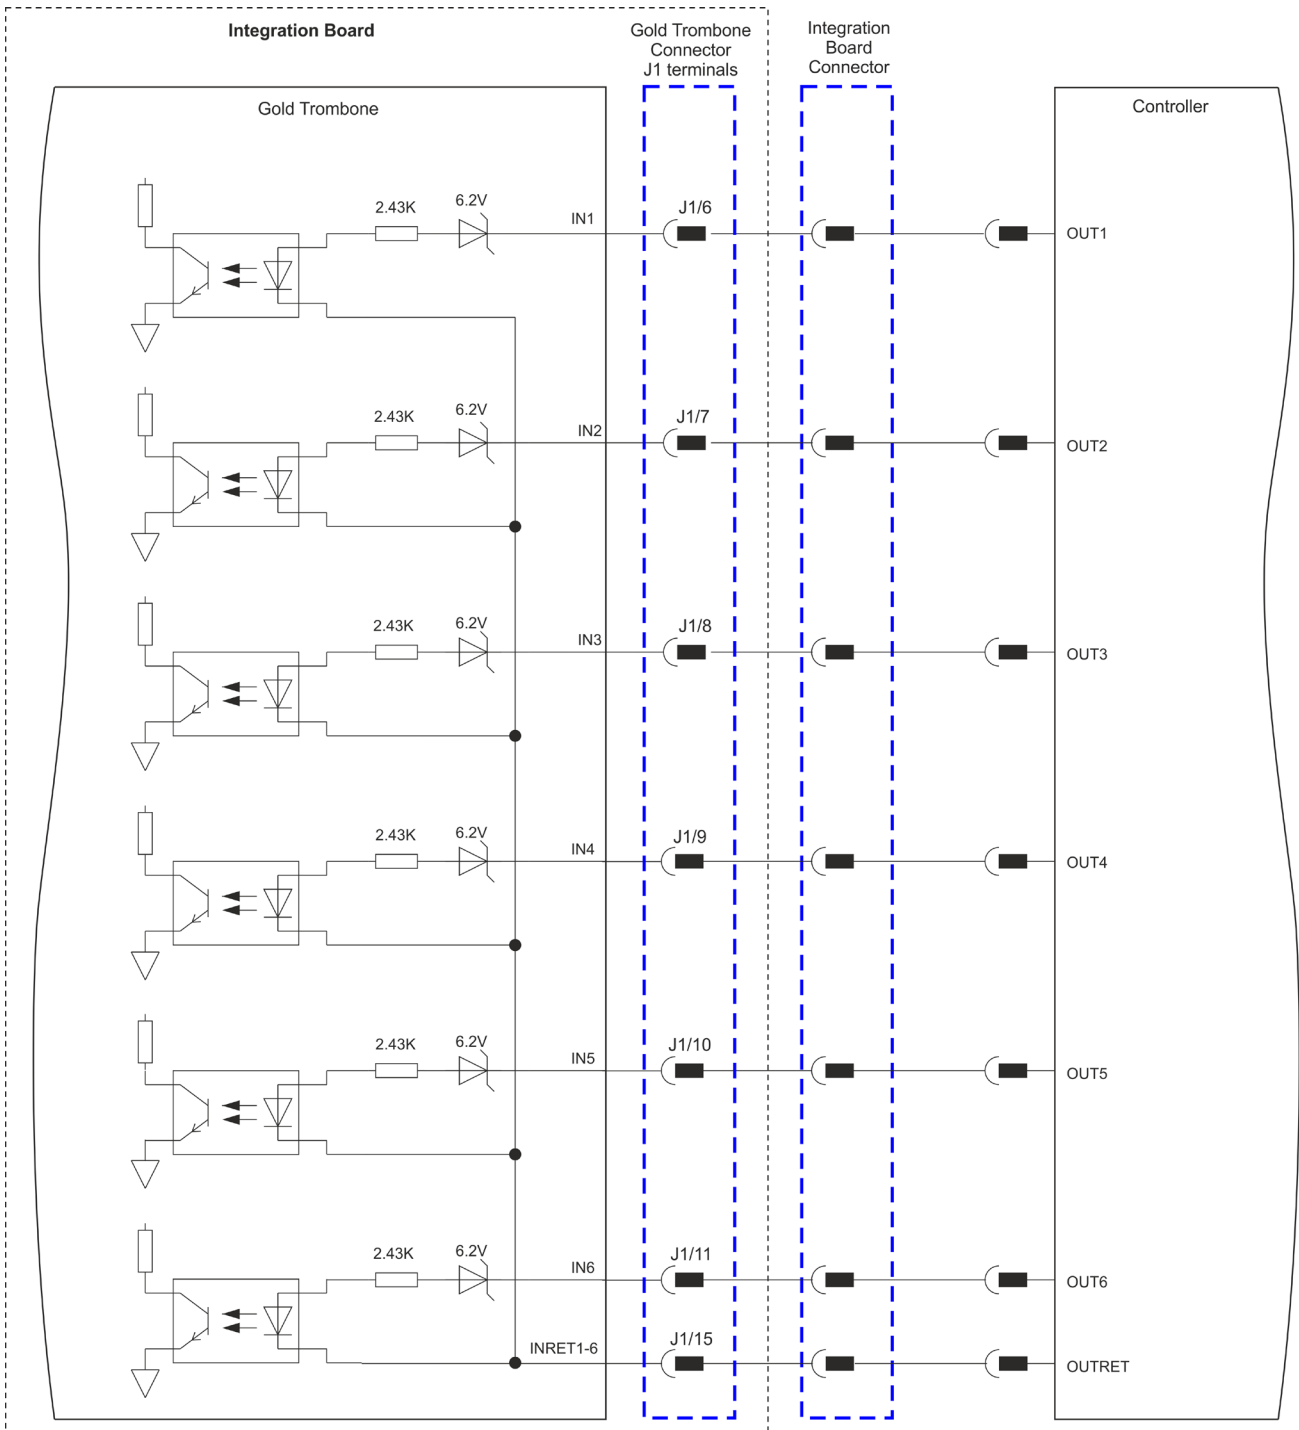 Integration Board
Gold Trombone
Connector
J1 terminals
Integration
Board
Connector
Gold Trombone
Controller
2.43K
6.2V
IN1
J1/6
OUT1
2.43K
6.2V
IN2
J1/7
OUT2
2.43K
6.2V
IN3
J1/8
OUT3
2.43K
6.2V
IN4
J1/9
OUT4
2.43K
6.2V
IN5
J1/10
OUT5
2.43K
6.2V
IN6
J1/11
OUT6
INRET1-6
J1/15
OUTRET